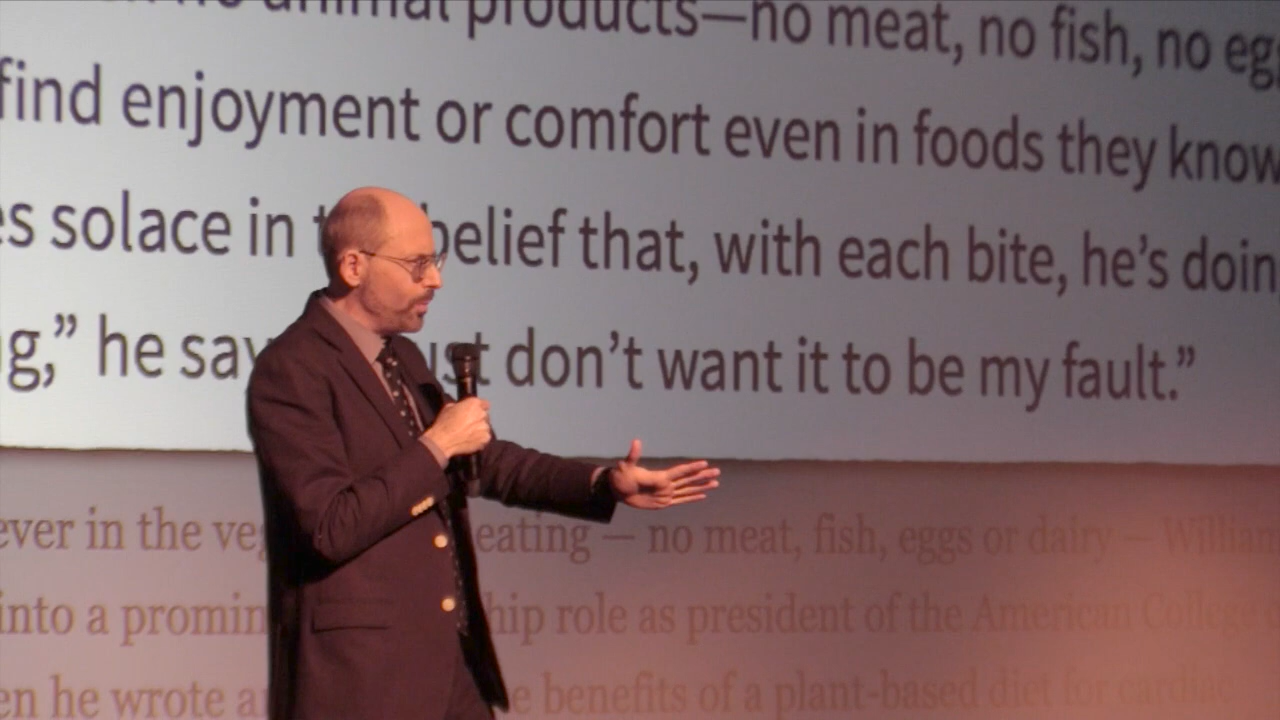 no animal products—no meat, no fish, no eg
find enjoyment or comfort even in foods they know
es solace in belief that, with each bite, he's doin
g,” he say ust don't want it to be my fault.”
ever in the veg eating — no meat, fish, eggs or dairy — William
into a promin hip role as president of the American College
en he wrote a benefits of a plant-based diet for cardiac